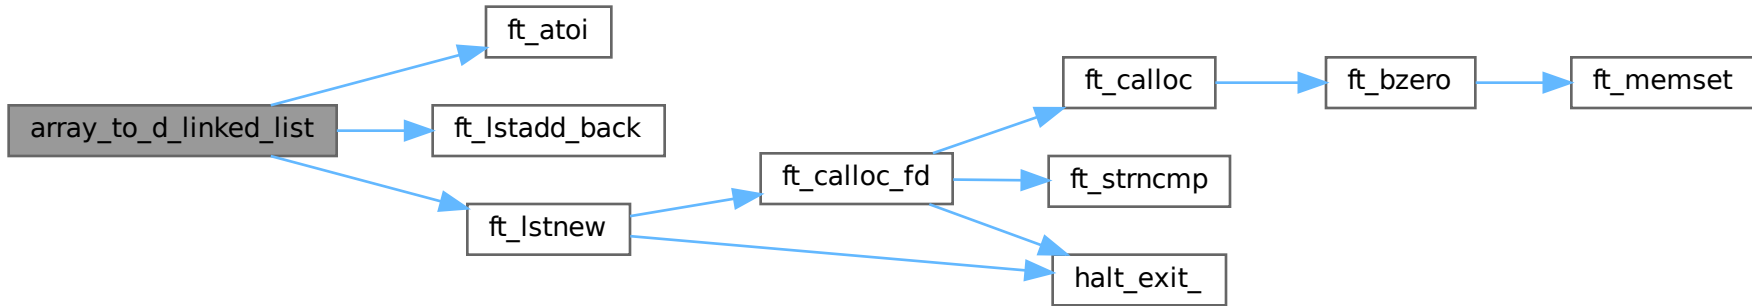 ft_atoi
ft_calloc
ft_bzero
ft_memset
array_to_d_linked_list
ft_lstadd_back
ft_calloc_fd
ft_strncmp
ft_lstnew
halt_exit_